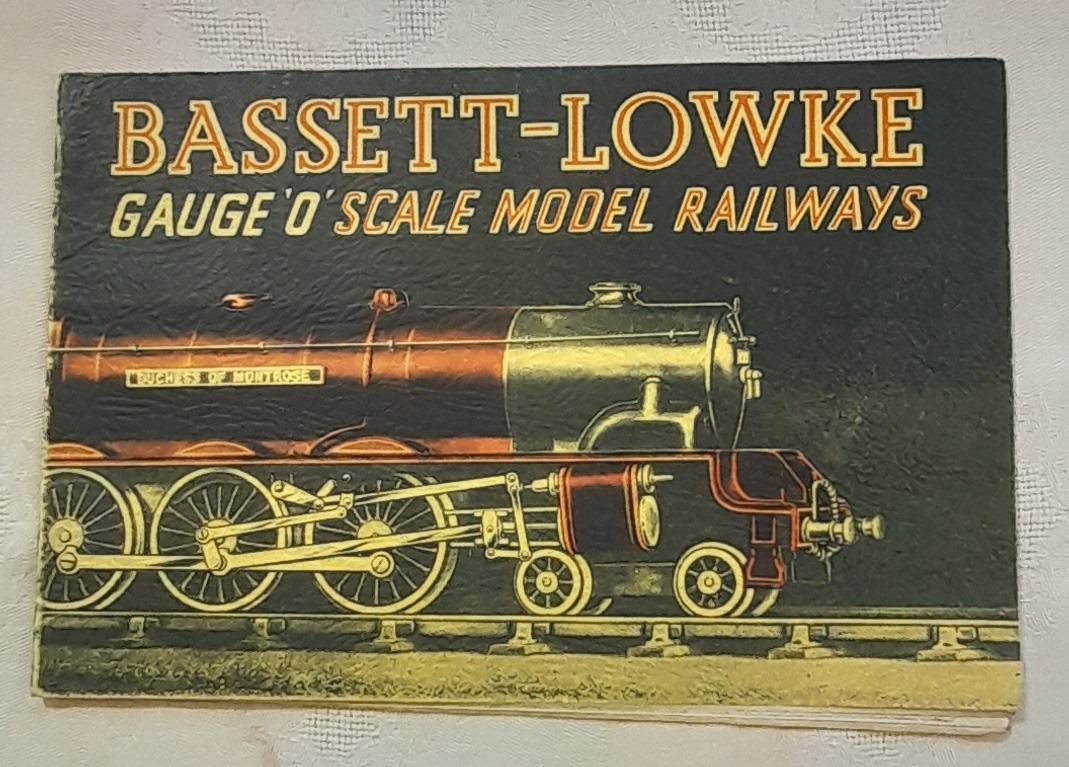 BASSETT-LOWKE
GAUGE 'O' SCALE MODEL RAILWAYS
DUCHESS OF MONTROSE